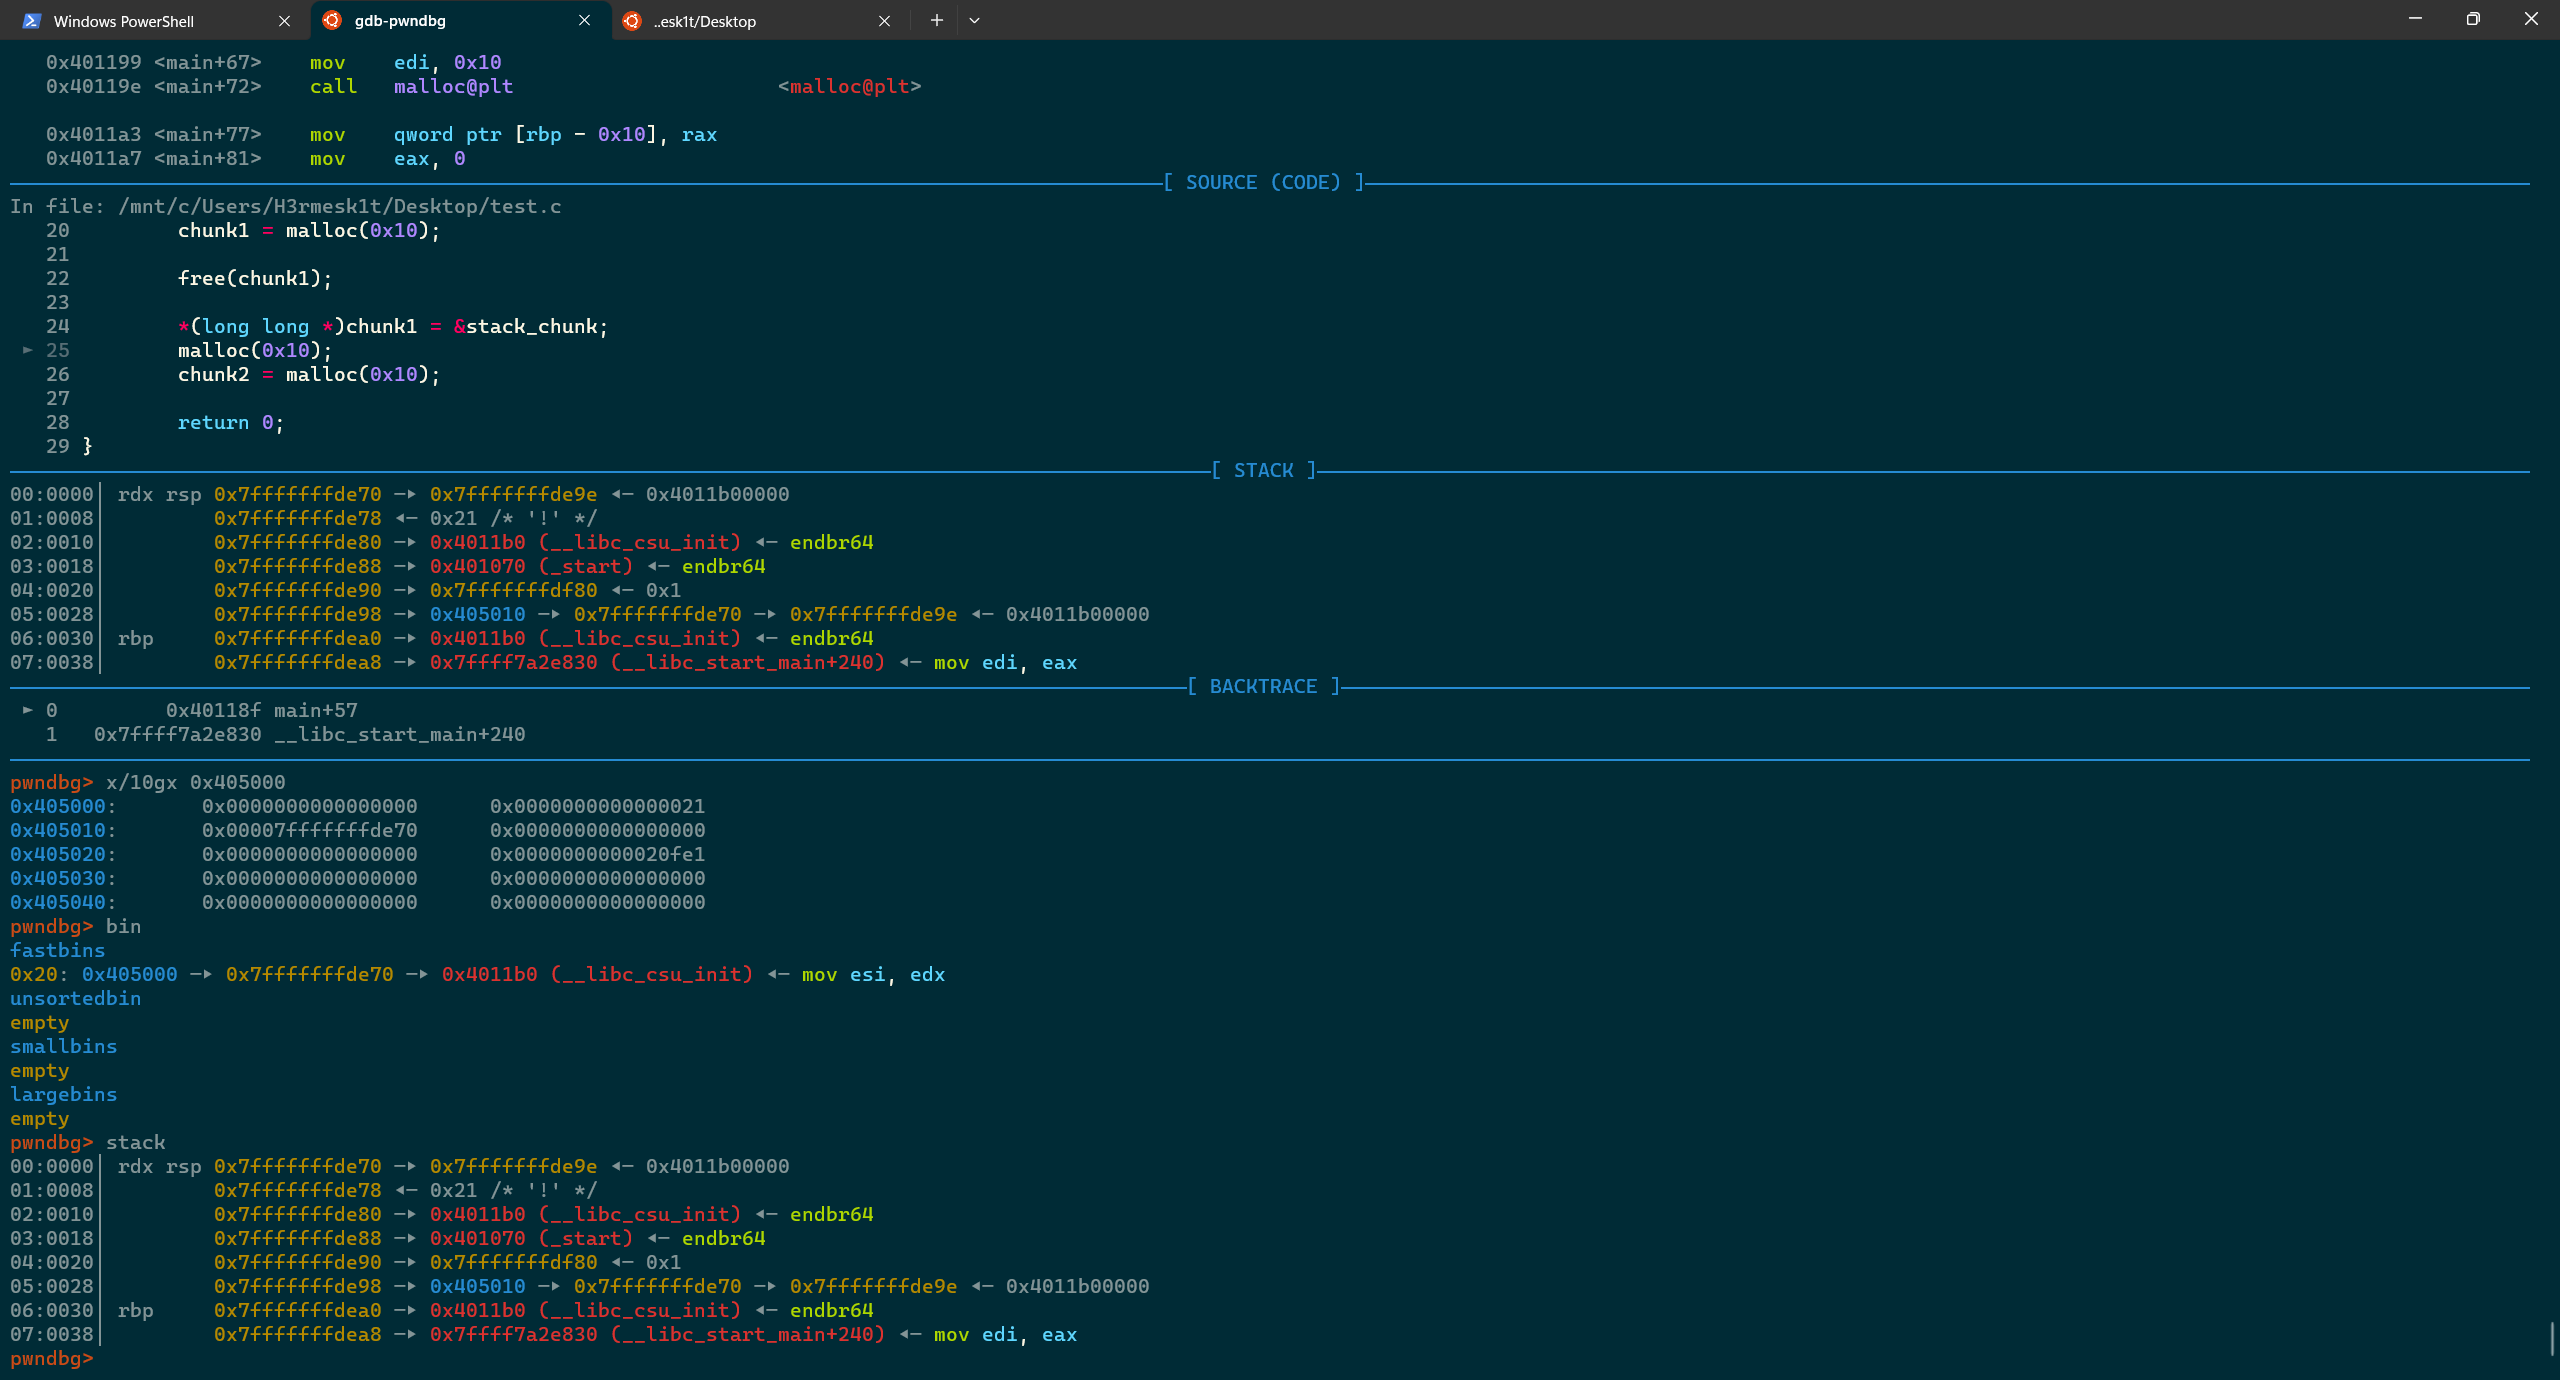 Windows PowerShell
gdb-pwndbg
..esk1t/Desktop
0x401199 <main+67>    mov    edi, 0x10
0x40119e <main+72>    call   malloc@plt                      <malloc@plt>
0x4011a3 <main+77>    mov    qword ptr [rbp - 0x10], rax
0x4011a7 <main+81>    mov    eax, 0
[ SOURCE (CODE) ]
In file: /mnt/c/Users/H3rmesk1t/Desktop/test.c
20         chunk1 = malloc(0x10);
21
22         free(chunk1);
23
24         *(long long *)chunk1 = &stack_chunk;
► 25         malloc(0x10);
26         chunk2 = malloc(0x10);
27
28         return 0;
29 }
[ STACK ]
00:0000│ rdx rsp 0x7fffffffde70 —▸ 0x7fffffffde9e ◂— 0x4011b00000
01:0008│         0x7fffffffde78 ◂— 0x21 /* '!' */
02:0010│         0x7fffffffde80 —▸ 0x4011b0 (__libc_csu_init) ◂— endbr64
03:0018│         0x7fffffffde88 —▸ 0x401070 (_start) ◂— endbr64
04:0020│         0x7fffffffde90 —▸ 0x7fffffffdf80 ◂— 0x1
05:0028│         0x7fffffffde98 —▸ 0x405010 —▸ 0x7fffffffde70 —▸ 0x7fffffffde9e ◂— 0x4011b00000
06:0030│ rbp     0x7fffffffdea0 —▸ 0x4011b0 (__libc_csu_init) ◂— endbr64
07:0038│         0x7fffffffdea8 —▸ 0x7ffff7a2e830 (__libc_start_main+240) ◂— mov edi, eax
[ BACKTRACE ]
► 0         0x40118f main+57
1   0x7ffff7a2e830 __libc_start_main+240
pwndbg> x/10gx 0x405000
0x405000:       0x0000000000000000      0x0000000000000021
0x405010:       0x00007fffffffde70      0x0000000000000000
0x405020:       0x0000000000000000      0x0000000000020fe1
0x405030:       0x0000000000000000      0x0000000000000000
0x405040:       0x0000000000000000      0x0000000000000000
pwndbg> bin
fastbins
0x20: 0x405000 —▸ 0x7fffffffde70 —▸ 0x4011b0 (__libc_csu_init) ◂— mov esi, edx
unsortedbin
empty
smallbins
empty
largebins
empty
pwndbg> stack
00:0000│ rdx rsp 0x7fffffffde70 —▸ 0x7fffffffde9e ◂— 0x4011b00000
01:0008│         0x7fffffffde78 ◂— 0x21 /* '!' */
02:0010│         0x7fffffffde80 —▸ 0x4011b0 (__libc_csu_init) ◂— endbr64
03:0018│         0x7fffffffde88 —▸ 0x401070 (_start) ◂— endbr64
04:0020│         0x7fffffffde90 —▸ 0x7fffffffdf80 ◂— 0x1
05:0028│         0x7fffffffde98 —▸ 0x405010 —▸ 0x7fffffffde70 —▸ 0x7fffffffde9e ◂— 0x4011b00000
06:0030│ rbp     0x7fffffffdea0 —▸ 0x4011b0 (__libc_csu_init) ◂— endbr64
07:0038│         0x7fffffffdea8 —▸ 0x7ffff7a2e830 (__libc_start_main+240) ◂— mov edi, eax
pwndbg>